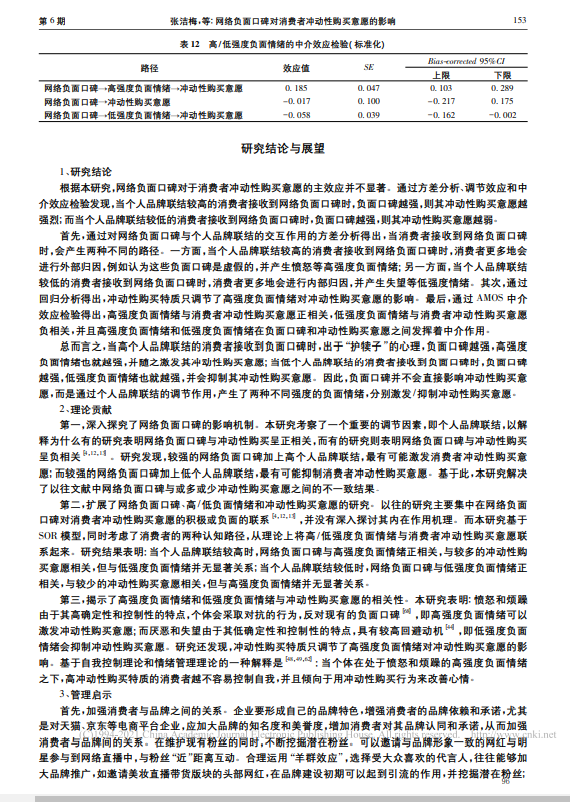 第 6 期
张洁梅,等:网络负面口碑对消费者冲动性购买意愿的影响
153
表 12 高/低强度负面情绪的中介效应检验(标准化)
路径 效应值 SE Bias-corrected 95%CI
上限 下限
网络负面口碑→高强度负面情绪→冲动性购买意愿 0.185 0.047 0.103 0.289
网络负面口碑→冲动性购买意愿 -0.017 0.100 -0.217 0.175
网络负面口碑→低强度负面情绪→冲动性购买意愿 -0.058 0.039 -0.162 -0.002
研究结论与展望
1、研究结论
根据本研究,网络负面口碑对于消费者冲动性购买意愿的主效应并不显著。通过方差分析、调节效应和中
介效应检验发现,当个人品牌联结较高的消费者接收到网络负面口碑时,负面口碑越强,则其冲动性购买意愿越
强烈;而当个人品牌联结较低的消费者接收到网络负面口碑时,负面口碑越强,则其冲动性购买意愿越弱。
首先,通过对网络负面口碑与个人品牌联结的交互作用的方差分析得出,当消费者接收到网络负面口碑
时,会产生两种不同的路径。一方面,当个人品牌联结较高的消费者接收到网络负面口碑时,消费者更多地会
进行外部归因,例如认为这些负面口碑是虚假的,并产生愤怒等高强度负面情绪;另一方面,当个人品牌联结
较低的消费者接收到网络负面口碑时,消费者更多地会进行内部归因,并产生失望等低强度情绪。其次,通过
回归分析得出,冲动性购买特质只调节了高强度负面情绪对冲动性购买意愿的影响。最后,通过 AMOS 中介
效应检验得出,高强度负面情绪与消费者冲动性购买意愿正相关,低强度负面情绪与消费者冲动性购买意愿
负相关,并且高强度负面情绪和低强度负面情绪在负面口碑和冲动性购买意愿之间发挥着中介作用。
总而言之,当高个人品牌联结的消费者接收到负面口碑时,出于“护犊子”的心理,负面口碑越强,高强度
负面情绪也就越强,并随之激发其冲动性购买意愿;当低个人品牌联结的消费者接收到负面口碑时,负面口碑
越强,低强度负面情绪也就越强,并会抑制其冲动性购买意愿。因此,负面口碑并不会直接影响冲动性购买意
愿,而是通过个人品牌联结的调节作用,产生了两种不同强度的负面情绪,分别激发/抑制冲动性购买意愿。
2、理论贡献
第一,深入探究了网络负面口碑的影响机制。本研究考察了一个重要的调节因素,即个人品牌联结,以解
释为什么有的研究表明网络负面口碑与冲动性购买呈正相关,而有的研究则表明网络负面口碑与冲动性购买
呈负相关[4,12,13]。研究发现,较强的网络负面口碑加上高个人品牌联结,最有可能激发消费者冲动性购买意
愿;而较强的网络负面口碑加上低个人品牌联结,最有可能抑制消费者冲动性购买意愿。基于此,本研究解决
了以往文献中网络负面口碑与或多或少冲动性购买意愿之间的不一致结果。
第二,扩展了网络负面口碑、高/低负面情绪和冲动性购买意愿的研究。以往的研究主要集中在网络负面
口碑对消费者冲动性购买意愿的积极或负面的联系[4,12,13],并没有深入探讨其内在作用机理。而本研究基于
SOR 模型,同时考虑了消费者的两种认知路径,从理论上将高/低强度负面情绪与消费者冲动性购买意愿联
系起来。研究结果表明:当个人品牌联结较高时,网络负面口碑与高强度负面情绪正相关,与较多的冲动性购
买意愿相关,但与低强度负面情绪并无显著关系;当个人品牌联结较低时,网络负面口碑与低强度负面情绪正
相关,与较少的冲动性购买意愿相关,但与高强度负面情绪并无显著关系。
第三,揭示了高强度负面情绪和低强度负面情绪与冲动性购买意愿的相关性。本研究表明:愤怒和烦躁
由于其高确定性和控制性的特点,个体会采取对抗的行为,反对现有的负面口碑,即高强度负面情绪可以
激发冲动性购买意愿;而厌恶和失望由于其低确定性和控制性的特点,具有较高回避动机,即低强度负面
情绪会抑制冲动性购买意愿。研究还发现,冲动性购买特质只调节了高强度负面情绪对冲动性购买意愿的影
响。基于自我控制理论和情绪管理理论的一种解释是[48,49,62]:当个体在处于愤怒和烦躁的高强度负面情绪
之下,高冲动性购买特质的消费者越不容易控制自我,并且倾向于用冲动性购买行为来改善心情。
3、管理启示
首先,加强消费者与品牌之间的关系。企业要形成自己的品牌特色,增强消费者的品牌依赖和承诺,尤其
是对天猫、京东等电商平台企业,应加大品牌的知名度和美誉度,增加消费者对其品牌认同和承诺,从而加强
消费者与品牌间的关系。在维护现有粉丝的同时,不断挖掘潜在粉丝。可以邀请与品牌形象一致的网红与明
星参与到网络直播中,与粉丝“近”距离互动。合理运用“羊群效应”,选择受大众喜欢的代言人,往往能够加
大品牌推广,如邀请美妆直播带货版块的头部网红,在品牌建设初期可以起到引流的作用,并挖掘潜在粉丝;
96